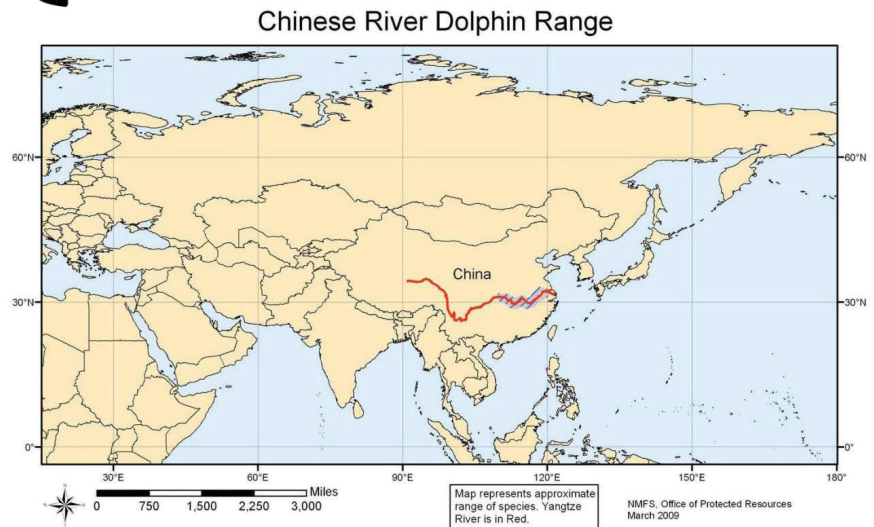 Chinese River Dolphin Range
60°N
60°N
China
30°N
30°N
0°
0°
30°E
60°E
90°E
120°E
150°E
180°
Miles
0 750 1,500 2,250 3,000
Map represents approximate
range of species. Yangtze
River is in Red.
NMFS, Office of Protected Resources
March 2009